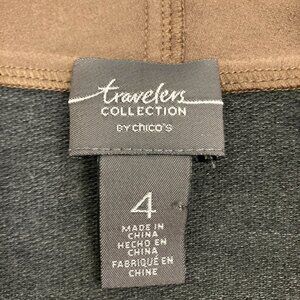 travelers
COLLECTION
BY chico's
4
MADE IN
CHINA
HECHO EN
CHINA
FABRIQUÉ EN
CHINE